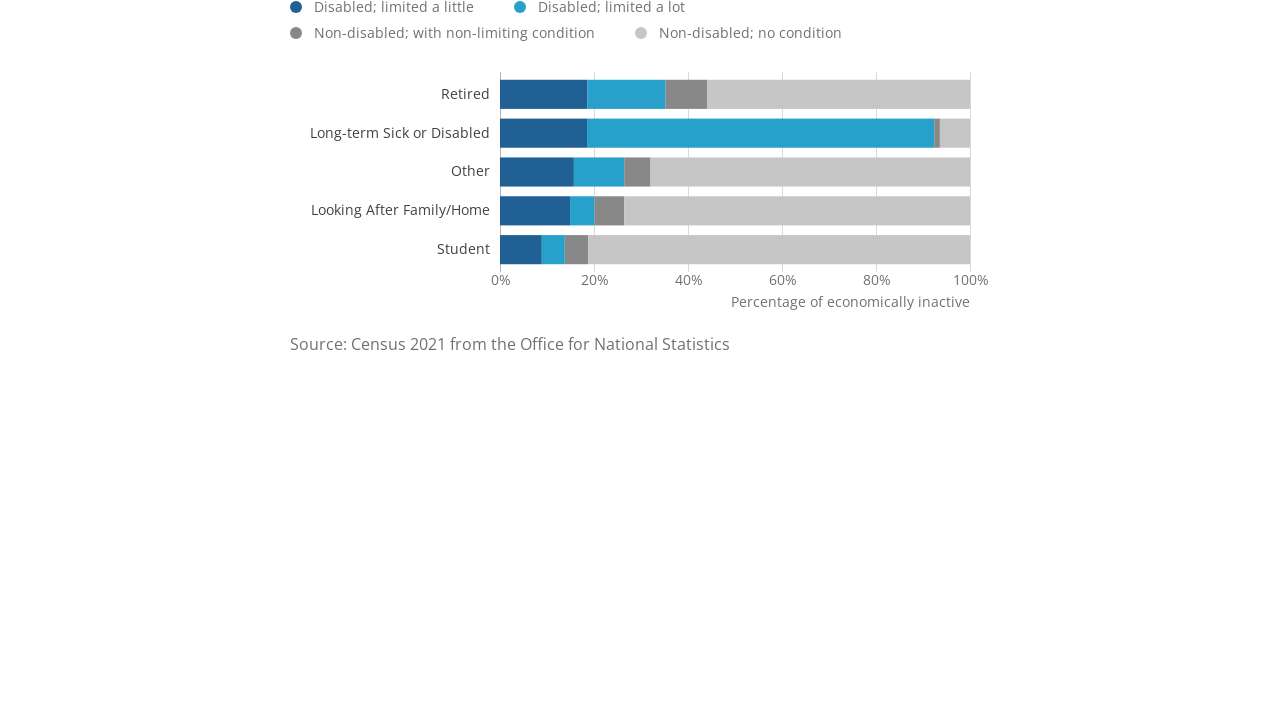 Disabled; limited a little
Disabled; limited a lot
Non-disabled; with non-limiting condition
Non-disabled; no condition
Retired
Long-term Sick or Disabled
Other
Looking After Family/Home
Student
0% 20% 40% 60% 80% 100%
Percentage of economically inactive
Source: Census 2021 from the Office for National Statistics